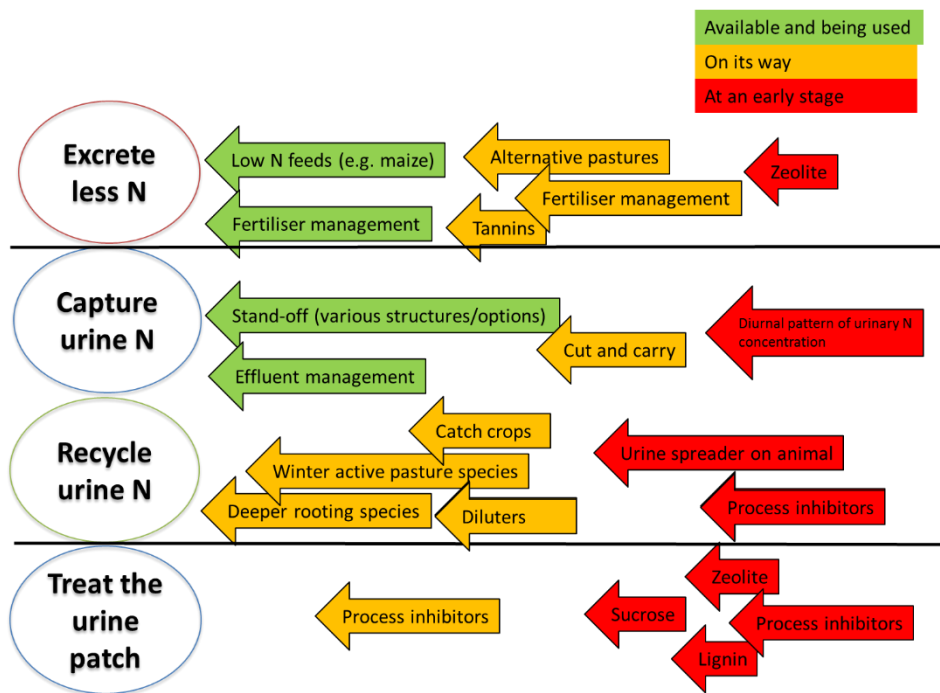 Available and being used
On its way
At an early stage
Excrete
less N
Low N feeds (e.g. maize)
Alternative pastures
Zeolite
Fertiliser management
Fertiliser management
Tannins
Capture
urine N
Stand-off (various structures/options)
Diurnal pattern of urinary N
concentration
Cut and carry
Effluent management
Recycle
urine N
Catch crops
Urine spreader on animal
Winter active pasture species
Deeper rooting species
Diluters
Process inhibitors
Treat the
urine
patch
Zeolite
Process inhibitors
Sucrose
Process inhibitors
Lignin